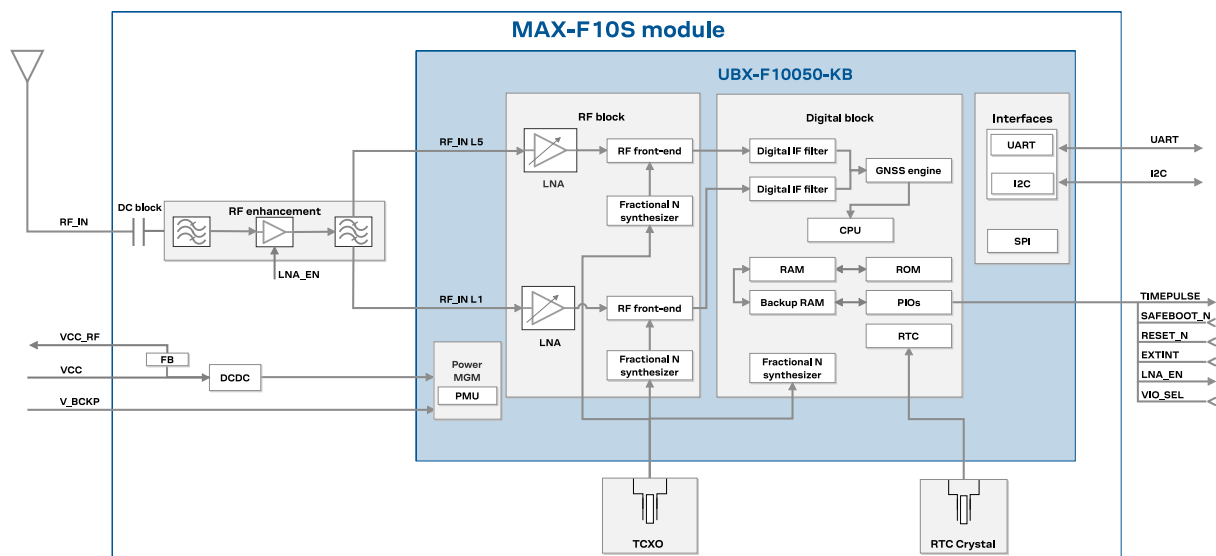 MAX-F10S module
UBX-F10050-KB
RF block
Digital block
Interfaces
RF_IN L5
LNA
RF front-end
Fractional N
synthesizer
Digital IF filter
Digital IF filter
GNSS engine
CPU
UART
I2C
SPI
UART
I2C
DC block
RF_IN
RF enhancement
LNA_EN
RF_IN L1
LNA
RF front-end
Fractional N
synthesizer
RAM
ROM
Backup RAM
PIOs
RTC
Fractional N
synthesizer
TIMEPULSE
SAFEBOOT_N
RESET_N
EXTINT
LNA_EN
VIO_SEL
VCC_RF
FB
VCC
DCDC
V_BCKP
Power
MGM
PMU
TCXO
RTC Crystal